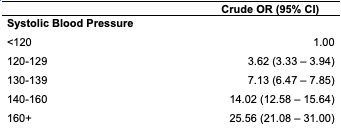 Crude OR (95% CI)
Systolic Blood Pressure
<120 1.00
120-129 3.62 (3.33 – 3.94)
130-139 7.13 (6.47 – 7.85)
140-160 14.02 (12.58 – 15.64)
160+ 25.56 (21.08 – 31.00)